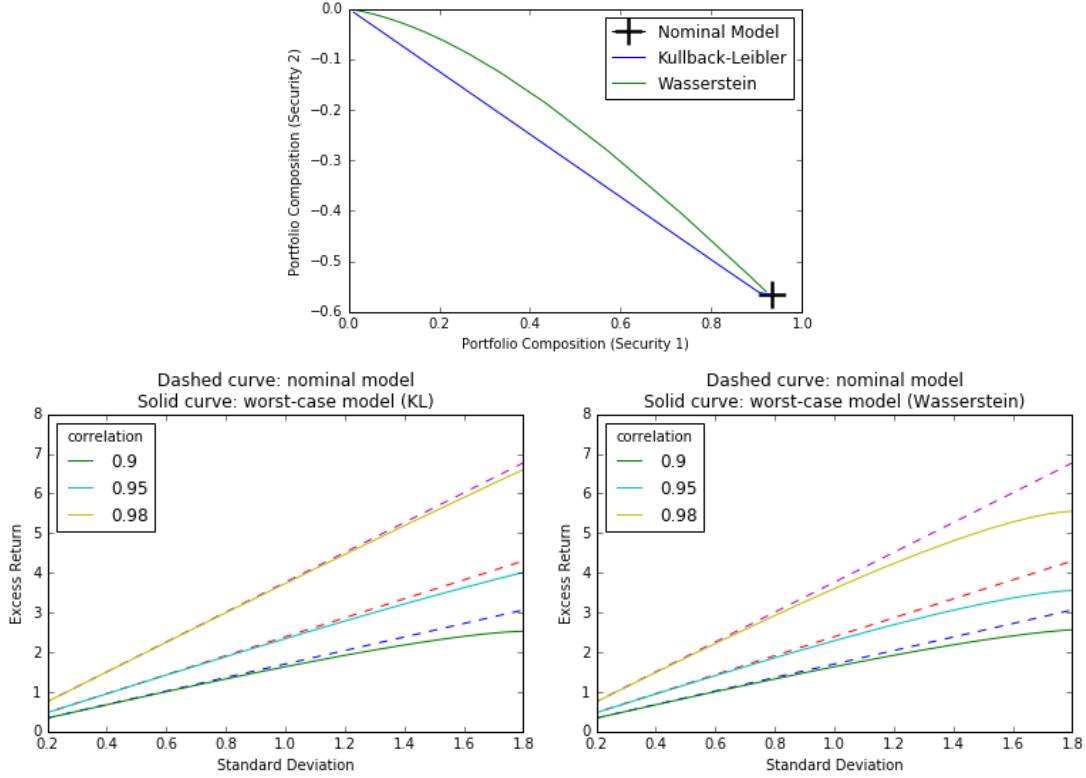 Nominal Model
Kullback-Leibler
Wasserstein
0.0
−0.1
−0.2
−0.3
−0.4
−0.5
−0.6
Portfolio Composition (Security 2)
0.0 0.2 0.4 0.6 0.8 1.0
Portfolio Composition (Security 1)
Dashed curve: nominal model
Solid curve: worst-case model (KL)
correlation
0.9
0.95
0.98
8
7
6
5
4
3
2
1
0
Excess Return
0.2 0.4 0.6 0.8 1.0 1.2 1.4 1.6 1.8
Standard Deviation
Dashed curve: nominal model
Solid curve: worst-case model (Wasserstein)
correlation
0.9
0.95
0.98
8
7
6
5
4
3
2
1
0
Excess Return
0.2 0.4 0.6 0.8 1.0 1.2 1.4 1.6 1.8
Standard Deviation